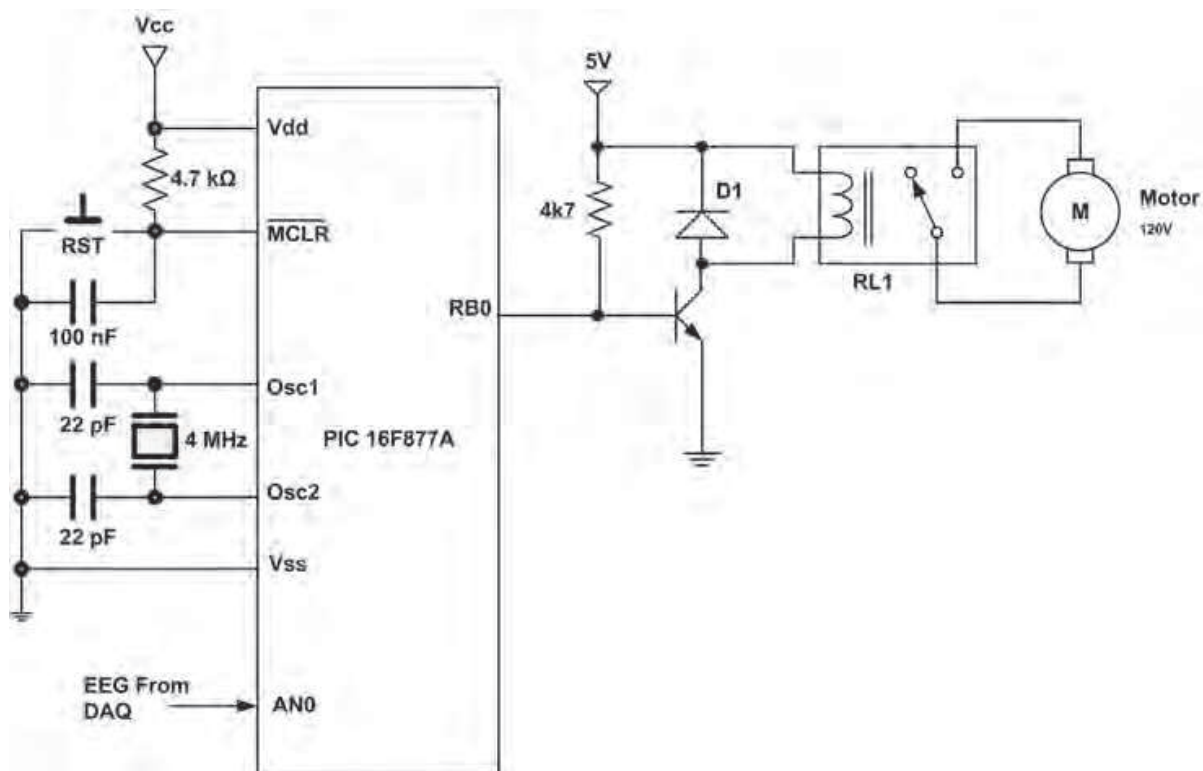 Vcc
5V
Vdd
4.7 kΩ
4k7
D1
M
Motor
120V
RST
MCLR
RL1
RB0
100 nF
Osc1
22 pF
4 MHz
PIC 16F877A
Osc2
22 pF
Vss
EEG From
DAQ
AN0